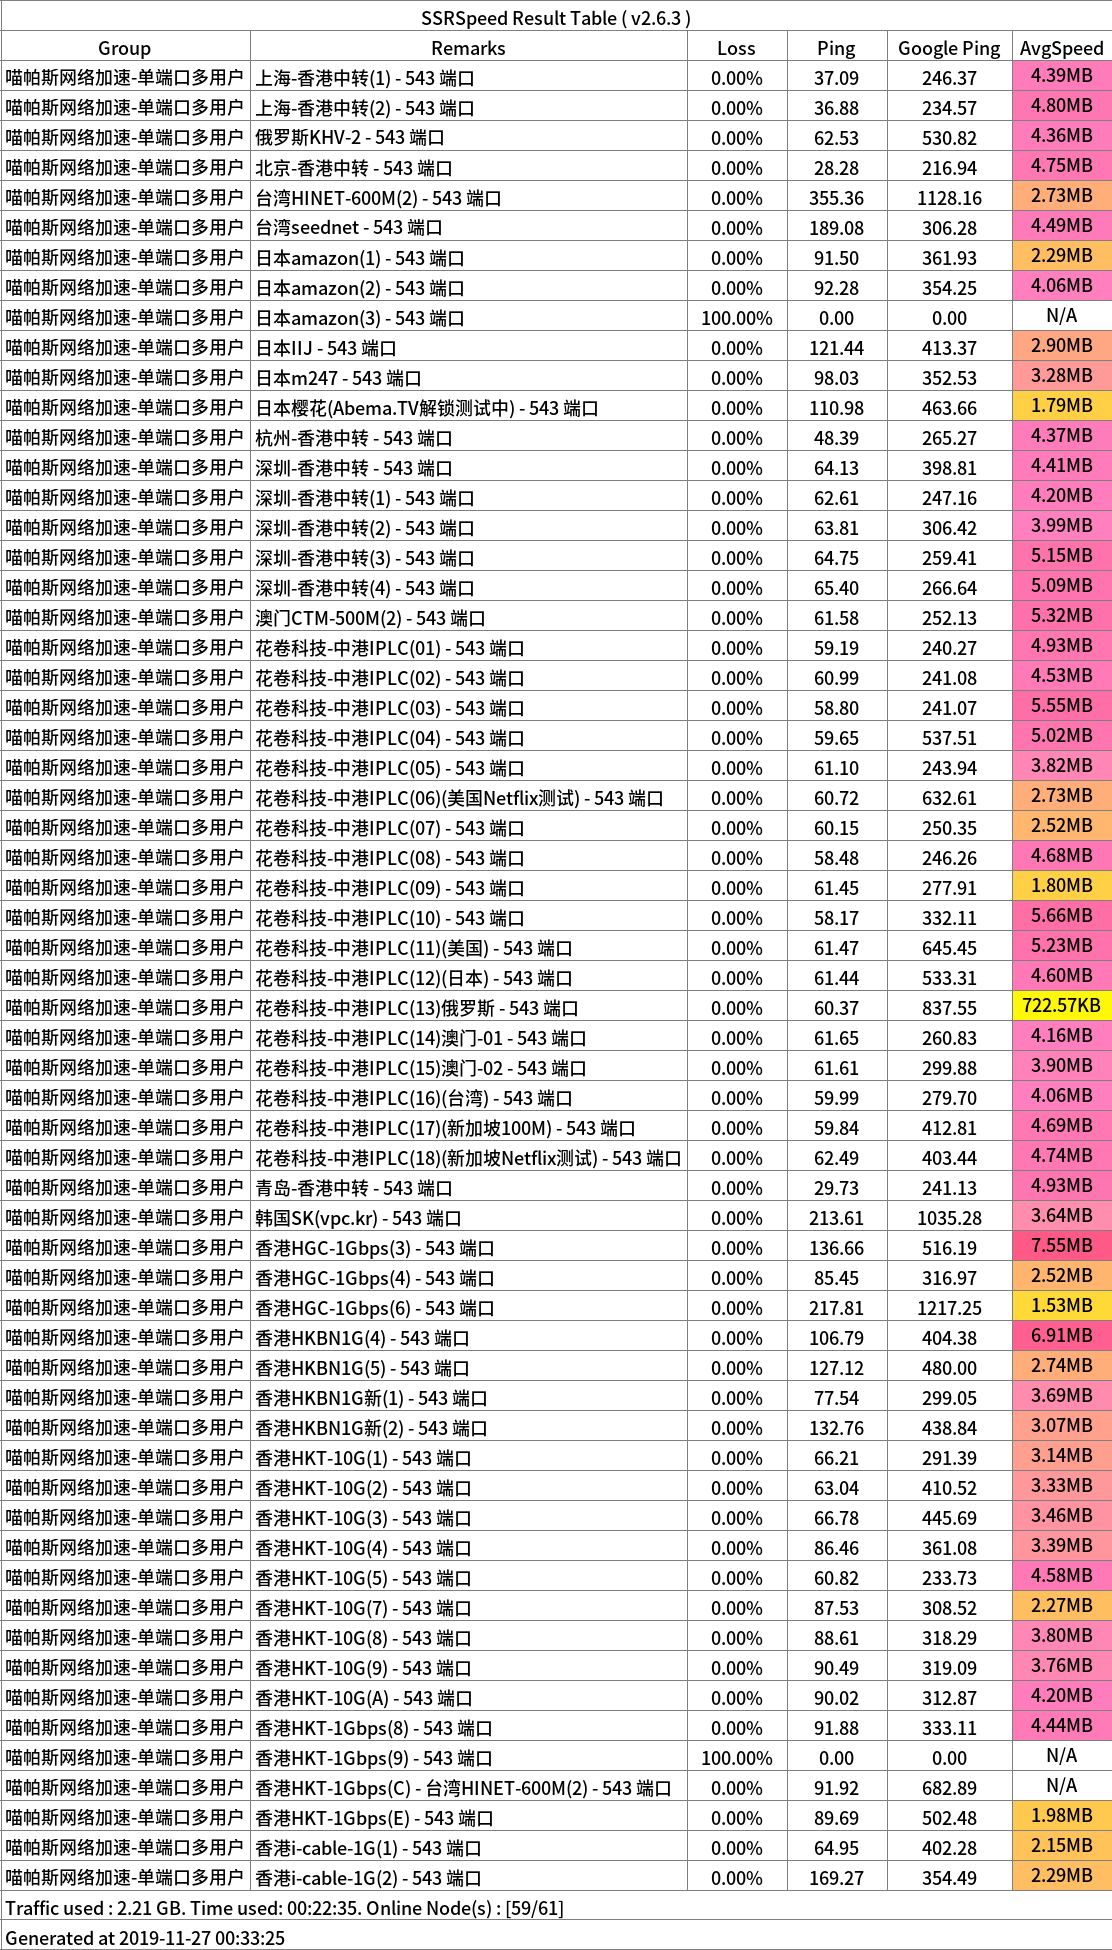 SSRSpeed Result Table ( v2.6.3 )
Group Remarks Loss Ping Google Ping AvgSpeed
喵帕斯网络加速-单端口多用户 上海-香港中转(1) - 543 端口 0.00% 37.09 246.37 4.39MB
喵帕斯网络加速-单端口多用户 上海-香港中转(2) - 543 端口 0.00% 36.88 234.57 4.80MB
喵帕斯网络加速-单端口多用户 俄罗斯KHV-2 - 543 端口 0.00% 62.53 530.82 4.36MB
喵帕斯网络加速-单端口多用户 北京-香港中转 - 543 端口 0.00% 28.28 216.94 4.75MB
喵帕斯网络加速-单端口多用户 台湾HINET-600M(2) - 543 端口 0.00% 355.36 1128.16 2.73MB
喵帕斯网络加速-单端口多用户 台湾seednet - 543 端口 0.00% 189.08 306.28 4.49MB
喵帕斯网络加速-单端口多用户 日本amazon(1) - 543 端口 0.00% 91.50 361.93 2.29MB
喵帕斯网络加速-单端口多用户 日本amazon(2) - 543 端口 0.00% 92.28 354.25 4.06MB
喵帕斯网络加速-单端口多用户 日本amazon(3) - 543 端口 100.00% 0.00 0.00 N/A
喵帕斯网络加速-单端口多用户 日本IIJ - 543 端口 0.00% 121.44 413.37 2.90MB
喵帕斯网络加速-单端口多用户 日本m247 - 543 端口 0.00% 98.03 352.53 3.28MB
喵帕斯网络加速-单端口多用户 日本樱花(Abema.TV解锁测试中) - 543 端口 0.00% 110.98 463.66 1.79MB
喵帕斯网络加速-单端口多用户 杭州-香港中转 - 543 端口 0.00% 48.39 265.27 4.37MB
喵帕斯网络加速-单端口多用户 深圳-香港中转 - 543 端口 0.00% 64.13 398.81 4.41MB
喵帕斯网络加速-单端口多用户 深圳-香港中转(1) - 543 端口 0.00% 62.61 247.16 4.20MB
喵帕斯网络加速-单端口多用户 深圳-香港中转(2) - 543 端口 0.00% 63.81 306.42 3.99MB
喵帕斯网络加速-单端口多用户 深圳-香港中转(3) - 543 端口 0.00% 64.75 259.41 5.15MB
喵帕斯网络加速-单端口多用户 深圳-香港中转(4) - 543 端口 0.00% 65.40 266.64 5.09MB
喵帕斯网络加速-单端口多用户 澳门CTM-500M(2) - 543 端口 0.00% 61.58 252.13 5.32MB
喵帕斯网络加速-单端口多用户 花卷科技-中港IPLC(01) - 543 端口 0.00% 59.19 240.27 4.93MB
喵帕斯网络加速-单端口多用户 花卷科技-中港IPLC(02) - 543 端口 0.00% 60.99 241.08 4.53MB
喵帕斯网络加速-单端口多用户 花卷科技-中港IPLC(03) - 543 端口 0.00% 58.80 241.07 5.55MB
喵帕斯网络加速-单端口多用户 花卷科技-中港IPLC(04) - 543 端口 0.00% 59.65 537.51 5.02MB
喵帕斯网络加速-单端口多用户 花卷科技-中港IPLC(05) - 543 端口 0.00% 61.10 243.94 3.82MB
喵帕斯网络加速-单端口多用户 花卷科技-中港IPLC(06)(美国Netflix测试) - 543 端口 0.00% 60.72 632.61 2.73MB
喵帕斯网络加速-单端口多用户 花卷科技-中港IPLC(07) - 543 端口 0.00% 60.15 250.35 2.52MB
喵帕斯网络加速-单端口多用户 花卷科技-中港IPLC(08) - 543 端口 0.00% 58.48 246.26 4.68MB
喵帕斯网络加速-单端口多用户 花卷科技-中港IPLC(09) - 543 端口 0.00% 61.45 277.91 1.80MB
喵帕斯网络加速-单端口多用户 花卷科技-中港IPLC(10) - 543 端口 0.00% 58.17 332.11 5.66MB
喵帕斯网络加速-单端口多用户 花卷科技-中港IPLC(11)(美国) - 543 端口 0.00% 61.47 645.45 5.23MB
喵帕斯网络加速-单端口多用户 花卷科技-中港IPLC(12)(日本) - 543 端口 0.00% 61.44 533.31 4.60MB
喵帕斯网络加速-单端口多用户 花卷科技-中港IPLC(13)俄罗斯 - 543 端口 0.00% 60.37 837.55 722.57KB
喵帕斯网络加速-单端口多用户 花卷科技-中港IPLC(14)澳门-01 - 543 端口 0.00% 61.65 260.83 4.16MB
喵帕斯网络加速-单端口多用户 花卷科技-中港IPLC(15)澳门-02 - 543 端口 0.00% 61.61 299.88 3.90MB
喵帕斯网络加速-单端口多用户 花卷科技-中港IPLC(16)(台湾) - 543 端口 0.00% 59.99 279.70 4.06MB
喵帕斯网络加速-单端口多用户 花卷科技-中港IPLC(17)(新加坡100M) - 543 端口 0.00% 59.84 412.81 4.69MB
喵帕斯网络加速-单端口多用户 花卷科技-中港IPLC(18)(新加坡Netflix测试) - 543 端口 0.00% 62.49 403.44 4.74MB
喵帕斯网络加速-单端口多用户 青岛-香港中转 - 543 端口 0.00% 29.73 241.13 4.93MB
喵帕斯网络加速-单端口多用户 韩国SK(vpc.kr) - 543 端口 0.00% 213.61 1035.28 3.64MB
喵帕斯网络加速-单端口多用户 香港HGC-1Gbps(3) - 543 端口 0.00% 136.66 516.19 7.55MB
喵帕斯网络加速-单端口多用户 香港HGC-1Gbps(4) - 543 端口 0.00% 85.45 316.97 2.52MB
喵帕斯网络加速-单端口多用户 香港HGC-1Gbps(6) - 543 端口 0.00% 217.81 1217.25 1.53MB
喵帕斯网络加速-单端口多用户 香港HKBN1G(4) - 543 端口 0.00% 106.79 404.38 6.91MB
喵帕斯网络加速-单端口多用户 香港HKBN1G(5) - 543 端口 0.00% 127.12 480.00 2.74MB
喵帕斯网络加速-单端口多用户 香港HKBN1G新(1) - 543 端口 0.00% 77.54 299.05 3.69MB
喵帕斯网络加速-单端口多用户 香港HKBN1G新(2) - 543 端口 0.00% 132.76 438.84 3.07MB
喵帕斯网络加速-单端口多用户 香港HKT-10G(1) - 543 端口 0.00% 66.21 291.39 3.14MB
喵帕斯网络加速-单端口多用户 香港HKT-10G(2) - 543 端口 0.00% 63.04 410.52 3.33MB
喵帕斯网络加速-单端口多用户 香港HKT-10G(3) - 543 端口 0.00% 66.78 445.69 3.46MB
喵帕斯网络加速-单端口多用户 香港HKT-10G(4) - 543 端口 0.00% 86.46 361.08 3.39MB
喵帕斯网络加速-单端口多用户 香港HKT-10G(5) - 543 端口 0.00% 60.82 233.73 4.58MB
喵帕斯网络加速-单端口多用户 香港HKT-10G(7) - 543 端口 0.00% 87.53 308.52 2.27MB
喵帕斯网络加速-单端口多用户 香港HKT-10G(8) - 543 端口 0.00% 88.61 318.29 3.80MB
喵帕斯网络加速-单端口多用户 香港HKT-10G(9) - 543 端口 0.00% 90.49 319.09 3.76MB
喵帕斯网络加速-单端口多用户 香港HKT-10G(A) - 543 端口 0.00% 90.02 312.87 4.20MB
喵帕斯网络加速-单端口多用户 香港HKT-1Gbps(8) - 543 端口 0.00% 91.88 333.11 4.44MB
喵帕斯网络加速-单端口多用户 香港HKT-1Gbps(9) - 543 端口 100.00% 0.00 0.00 N/A
喵帕斯网络加速-单端口多用户 香港HKT-1Gbps(C) - 台湾HINET-600M(2) - 543 端口 0.00% 91.92 682.89 N/A
喵帕斯网络加速-单端口多用户 香港HKT-1Gbps(E) - 543 端口 0.00% 89.69 502.48 1.98MB
喵帕斯网络加速-单端口多用户 香港i-cable-1G(1) - 543 端口 0.00% 64.95 402.28 2.15MB
喵帕斯网络加速-单端口多用户 香港i-cable-1G(2) - 543 端口 0.00% 169.27 354.49 2.29MB
Traffic used : 2.21 GB. Time used: 00:22:35. Online Node(s) : [59/61]
Generated at 2019-11-27 00:33:25